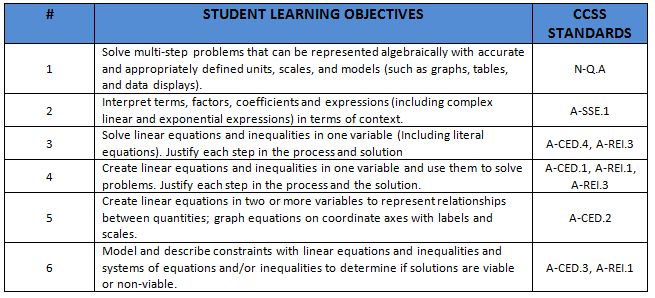 # STUDENT LEARNING OBJECTIVES CCSS STANDARDS
1 Solve multi-step problems that can be represented algebraically with accurate
and appropriately defined units, scales, and models (such as graphs, tables,
and data displays). N-Q.A
2 Interpret terms, factors, coefficients and expressions (including complex
linear and exponential expressions) in terms of context. A-SSE.1
3 Solve linear equations and inequalities in one variable (Including literal
equations). Justify each step in the process and solution A-CED.4, A-REI.3
4 Create linear equations and inequalities in one variable and use them to solve
problems. Justify each step in the process and the solution. A-CED.1, A-REI.1,
A-REI.3
5 Create linear equations in two or more variables to represent relationships
between quantities; graph equations on coordinate axes with labels and
scales. A-CED.2
6 Model and describe constraints with linear equations and inequalities and
systems of equations and/or inequalities to determine if solutions are viable
or non-viable. A-CED.3, A-REI.1